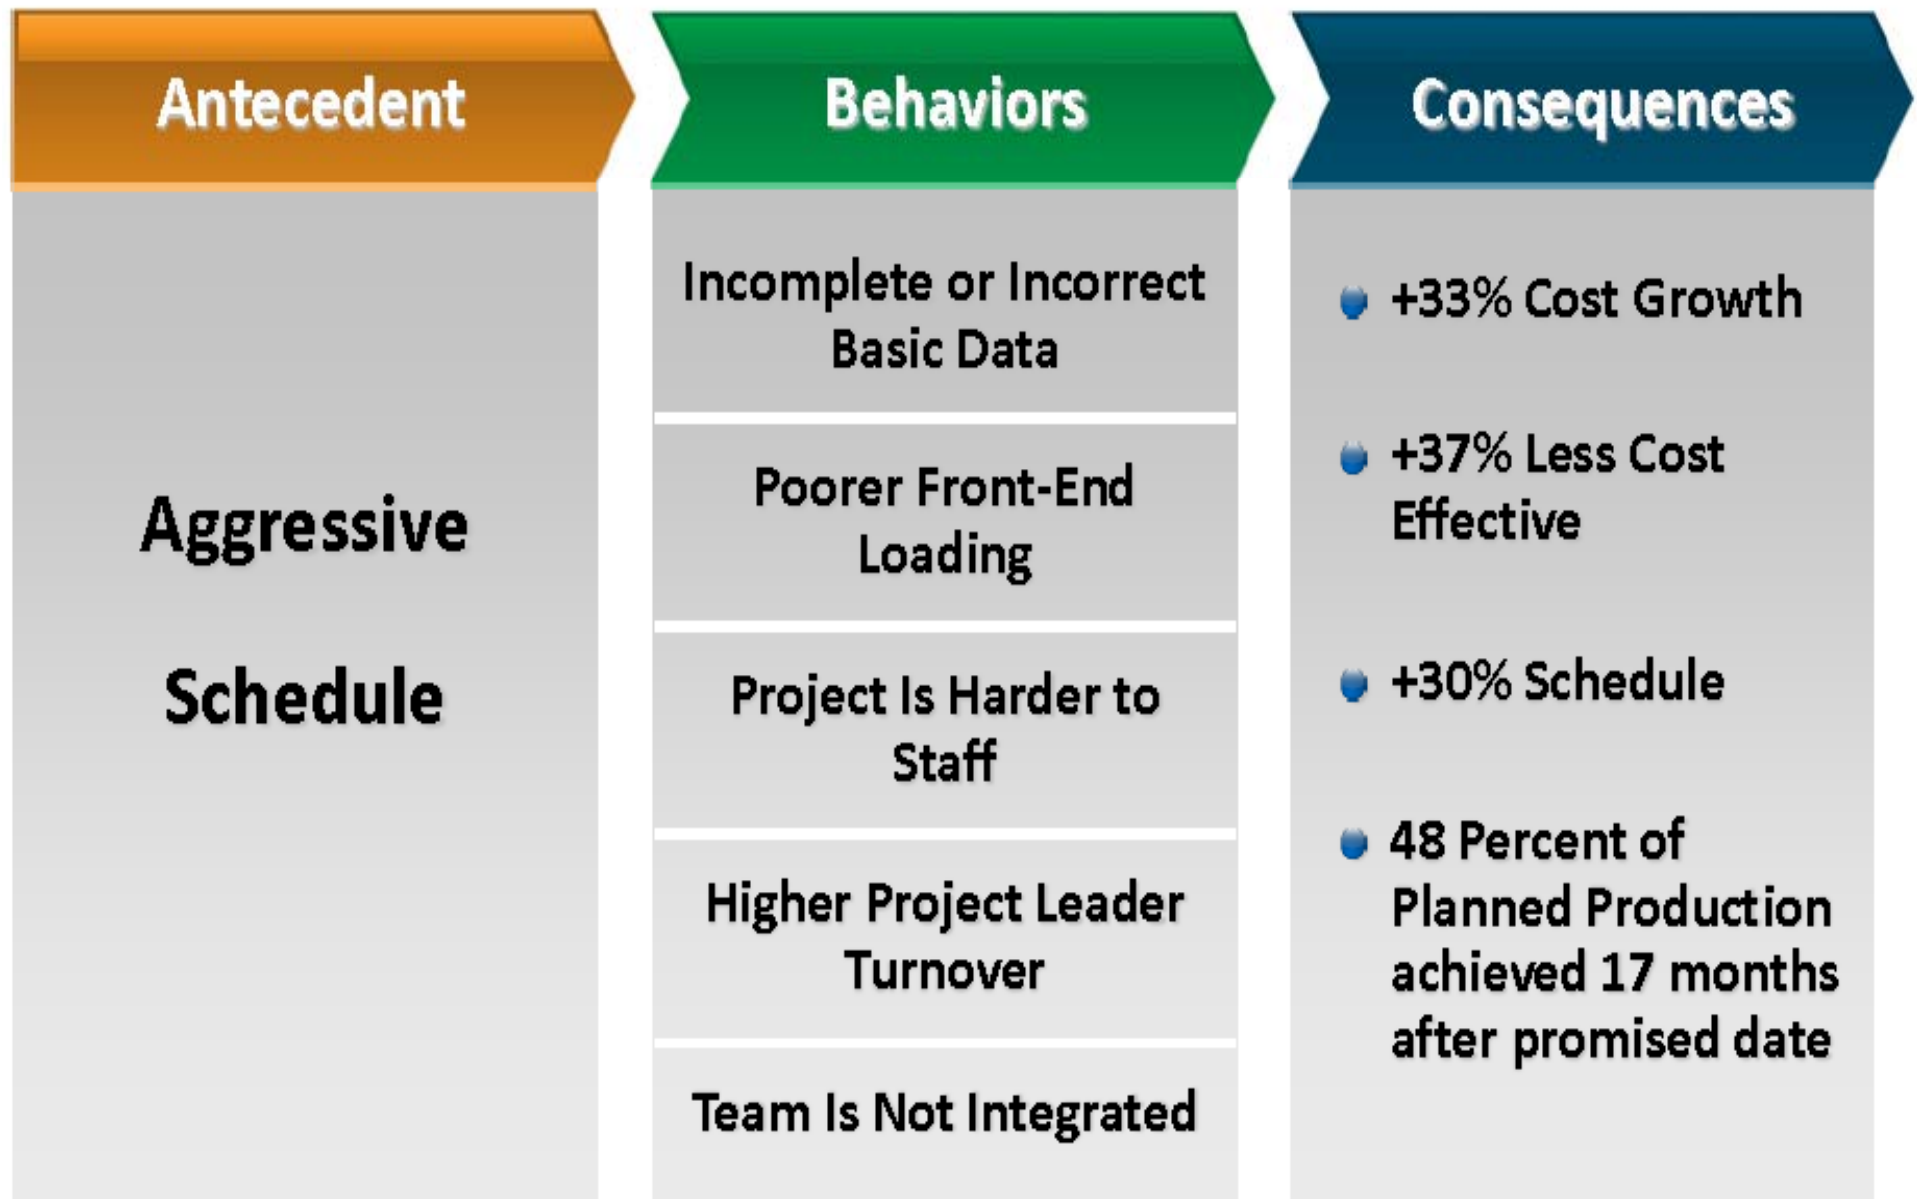 Antecedent
Behaviors
Consequences
Aggressive
Schedule
Incomplete or Incorrect
Basic Data
Poorer Front-End
Loading
Project Is Harder to
Staff
Higher Project Leader
Turnover
Team Is Not Integrated
+33% Cost Growth
+37% Less Cost
Effective
+30% Schedule
48 Percent of
Planned Production
achieved 17 months
after promised date